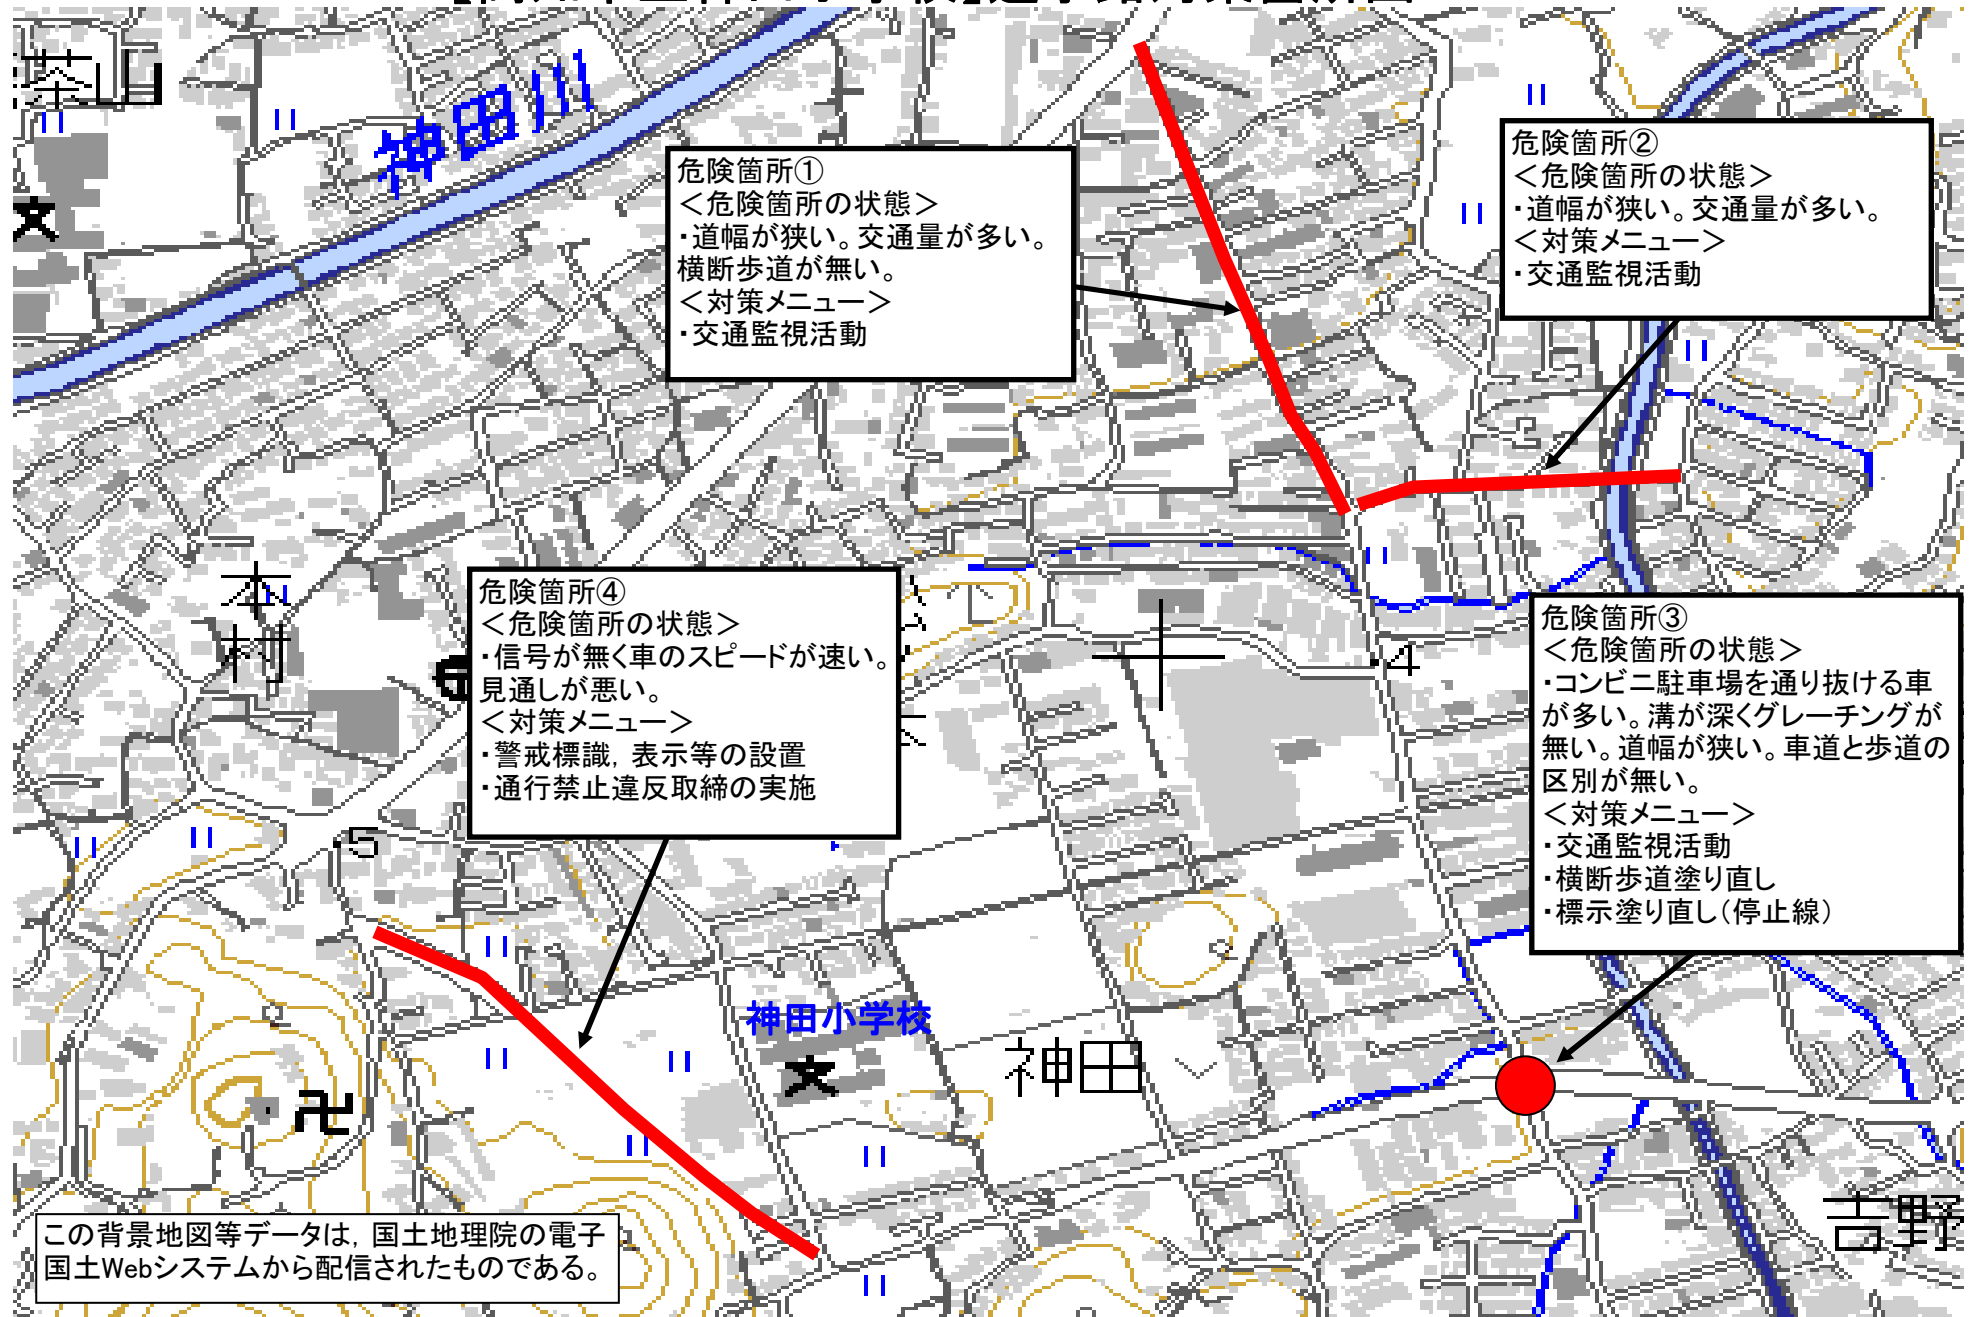 茶山
神田川
危険箇所①
＜危険箇所の状態＞
・道幅が狭い。交通量が多い。
横断歩道が無い。
＜対策メニュー＞
・交通監視活動
危険箇所②
＜危険箇所の状態＞
・道幅が狭い。交通量が多い。
＜対策メニュー＞
・交通監視活動
本村
危険箇所④
＜危険箇所の状態＞
・信号が無く車のスピードが速い。
見通しが悪い。
＜対策メニュー＞
・警戒標識，表示等の設置
・通行禁止違反取締の実施
・4
危険箇所③
＜危険箇所の状態＞
・コンビニ駐車場を通り抜ける車
が多い。溝が深くグレーチングが
無い。道幅が狭い。車道と歩道の
区別が無い。
＜対策メニュー＞
・交通監視活動
・横断歩道塗り直し
・標示塗り直し（停止線）
・5
神田小学校
神田
吉野
この背景地図等データは，国土地理院の電子
国土Webシステムから配信されたものである。